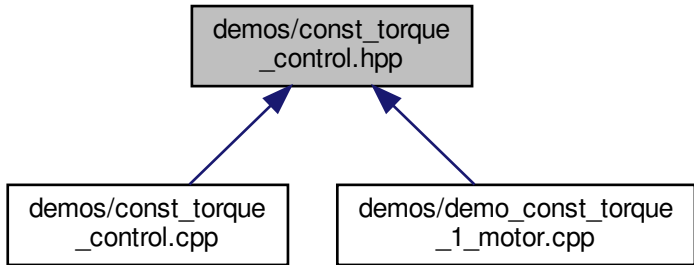 demos/const_torque
_control.hpp
demos/const_torque
_control.cpp
demos/demo_const_torque
_1_motor.cpp